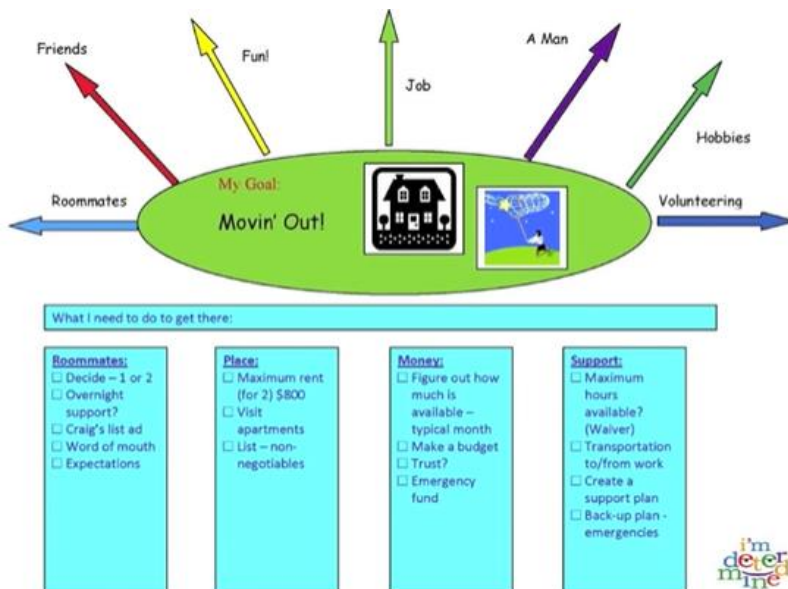 Friends
Fun!
Job
A Man
Hobbies
Roommates
Volunteering
My Goal:
Movin' Out!
What I need to do to get there:
Roommates:
☐ Decide – 1 or 2
☐ Overnight
support?
☐ Craig's list ad
☐ Word of mouth
☐ Expectations
Place:
☐ Maximum rent
(for 2) $800
☐ Visit
apartments
☐ List – non-
negotiables
Money:
☐ Figure out how
much is
available –
typical month
☐ Make a budget
☐ Trust?
☐ Emergency
fund
Support:
☐ Maximum
hours
available?
(Waiver)
☐ Transportation
to/from work
☐ Create a
support plan
☐ Back-up plan -
emergencies
i'm
deter
mined